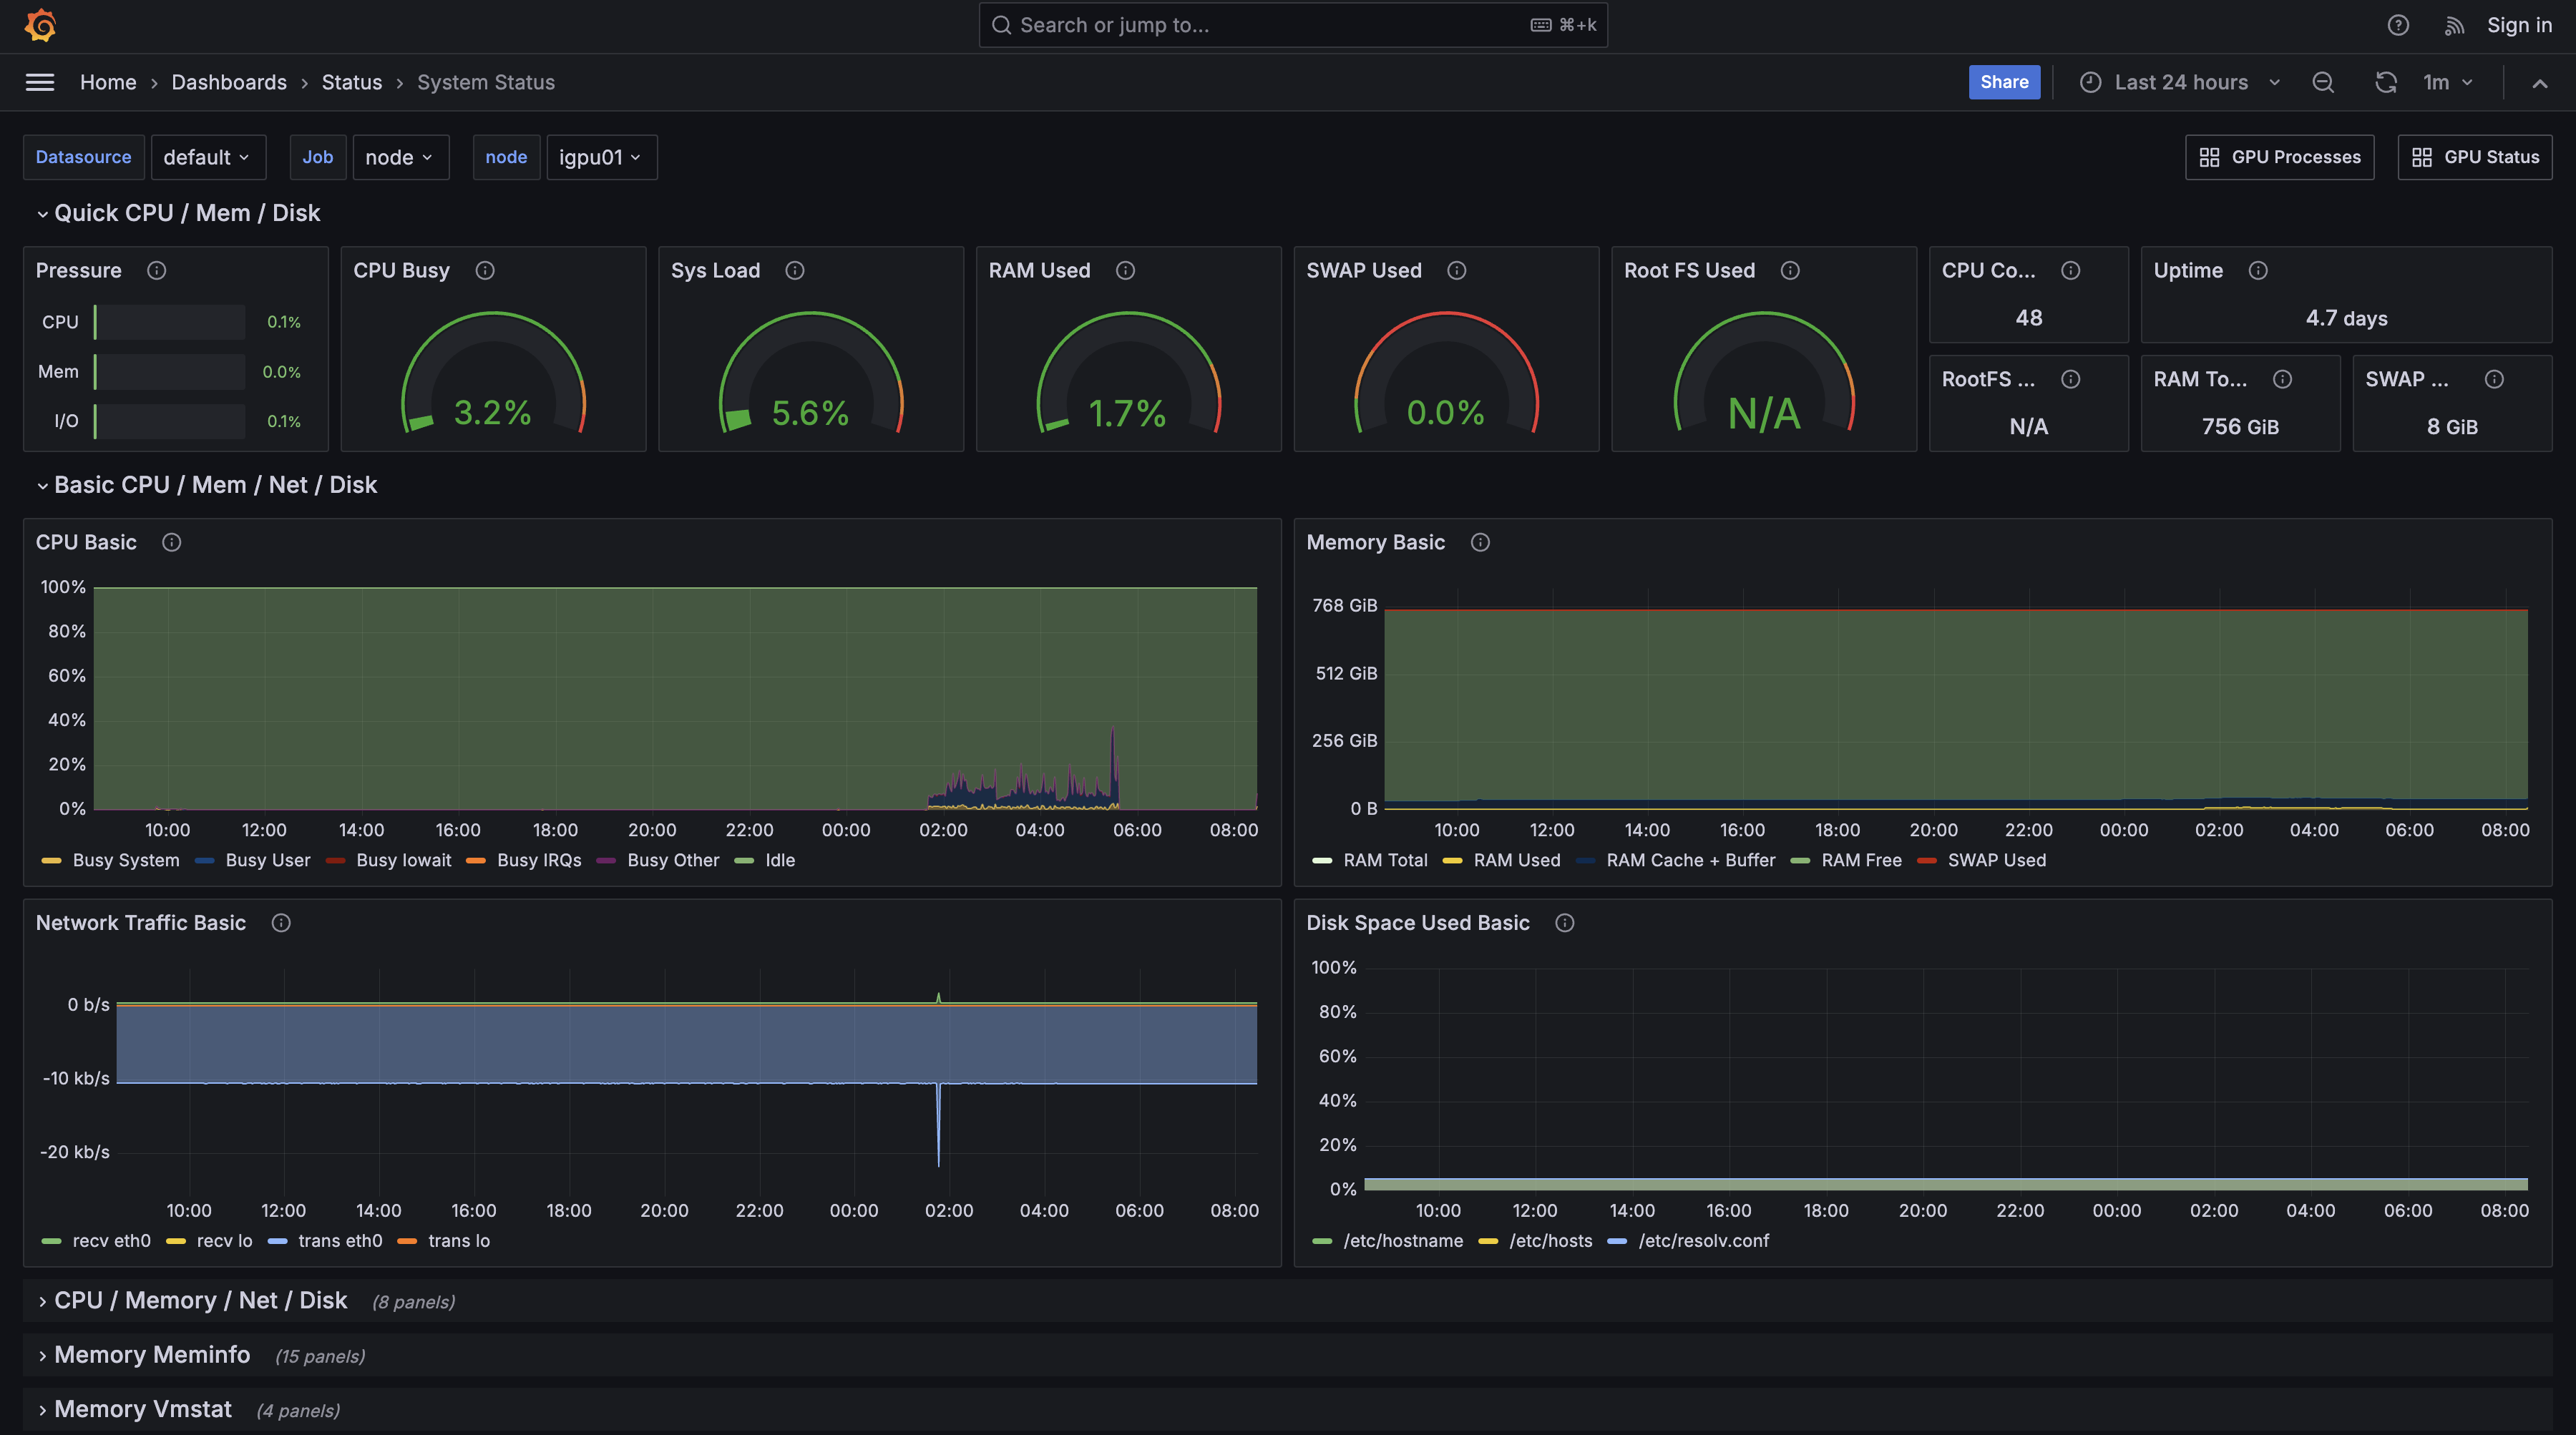 Search or jump to... ⌘+k Sign in
Home › Dashboards › Status › System Status Share Last 24 hours 1m
Datasource default Job node node igpu01 GPU Processes GPU Status
Quick CPU / Mem / Disk
Pressure
CPU 0.1%
Mem 0.0%
I/O 0.1%
CPU Busy
3.2%
Sys Load
5.6%
RAM Used
1.7%
SWAP Used
0.0%
Root FS Used
N/A
CPU Co...
48
Uptime
4.7 days
RootFS ...
N/A
RAM To...
756 GiB
SWAP ...
8 GiB
Basic CPU / Mem / Net / Disk
CPU Basic
100%
80%
60%
40%
20%
0%
10:00 12:00 14:00 16:00 18:00 20:00 22:00 00:00 02:00 04:00 06:00 08:00
Busy System Busy User Busy Iowait Busy IRQs Busy Other Idle
Memory Basic
768 GiB
512 GiB
256 GiB
0 B
10:00 12:00 14:00 16:00 18:00 20:00 22:00 00:00 02:00 04:00 06:00 08:00
RAM Total RAM Used RAM Cache + Buffer RAM Free SWAP Used
Network Traffic Basic
0 b/s
-10 kb/s
-20 kb/s
10:00 12:00 14:00 16:00 18:00 20:00 22:00 00:00 02:00 04:00 06:00 08:00
recv eth0 recv lo trans eth0 trans lo
Disk Space Used Basic
100%
80%
60%
40%
20%
0%
10:00 12:00 14:00 16:00 18:00 20:00 22:00 00:00 02:00 04:00 06:00 08:00
/etc/hostname /etc/hosts /etc/resolv.conf
CPU / Memory / Net / Disk (8 panels)
Memory Meminfo (15 panels)
Memory Vmstat (4 panels)